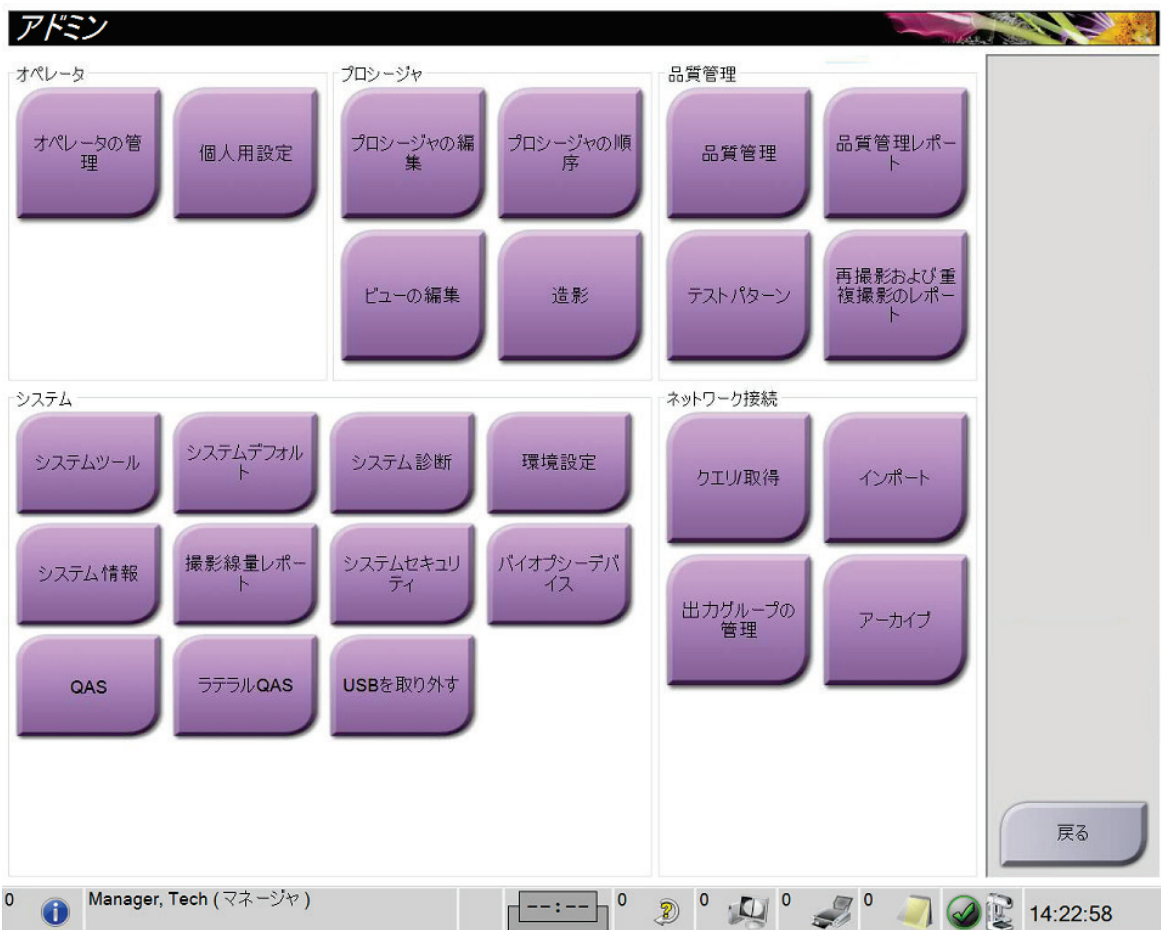 アドミン
オペレータ
オペレータの管
理
個人用設定
プロシージャ
プロシージャの編
集
プロシージャの順
序
ビューの編集
造影
品質管理
品質管理
品質管理レポー
ト
テストパターン
再撮影および重
複撮影のレポー
ト
システム
システムツール
システムデフォル
ト
システム診断
環境設定
システム情報
撮影線量レポー
ト
システムセキュリ
ティ
バイオプシーデバ
イス
QAS
ラテラルQAS
USBを取り外す
ネットワーク接続
クエリ/取得
インポート
出力グループの
管理
アーカイブ
戻る
0
Manager, Tech (マネージャ)
--:--
0
0
0
0
14:22:58